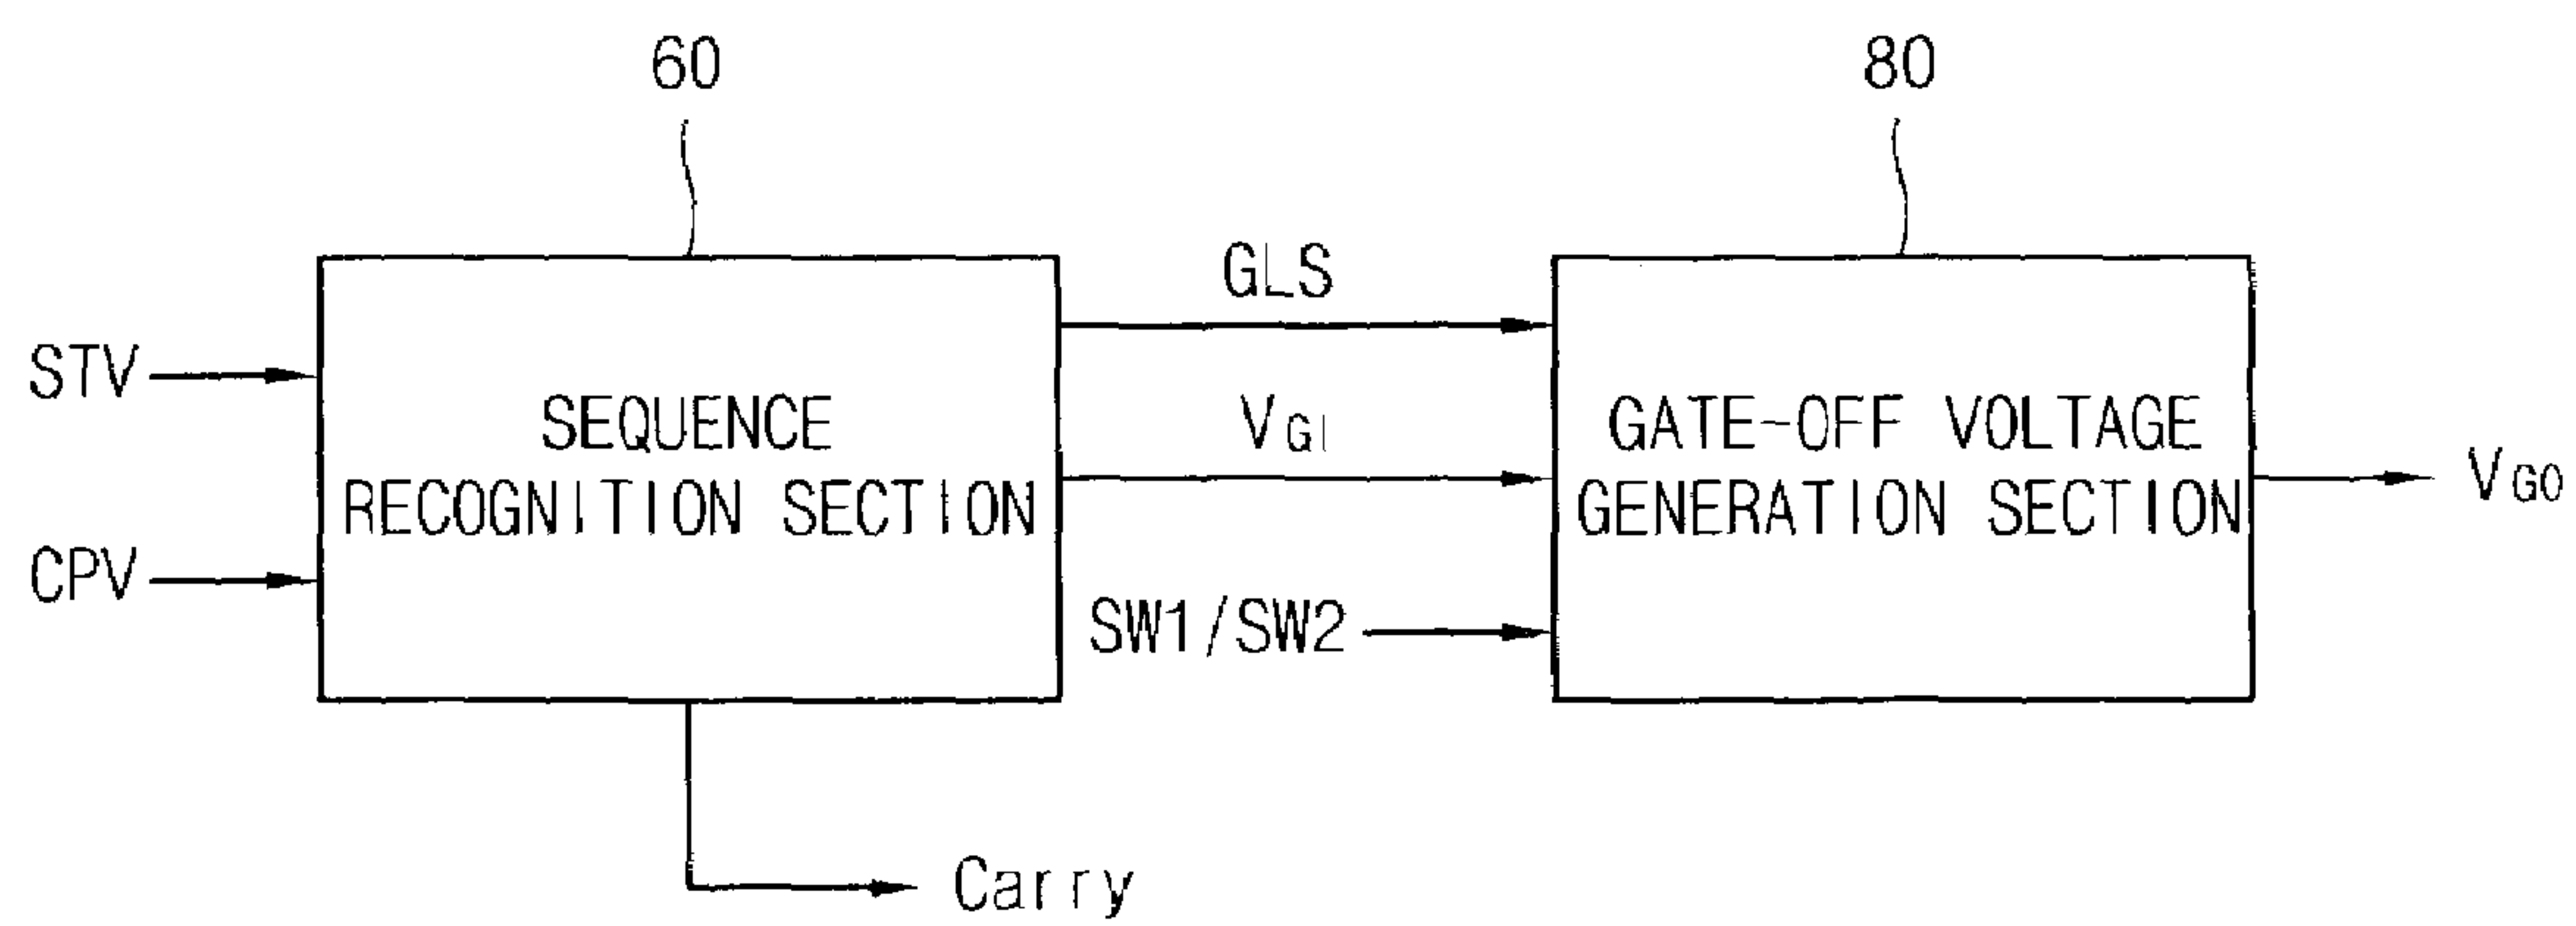 60
80
GLS
STV
SEQUENCE
RECOGNITION SECTION
VGI
GATE-OFF VOLTAGE
GENERATION SECTION
VGO
CPV
SW1/SW2
Carry